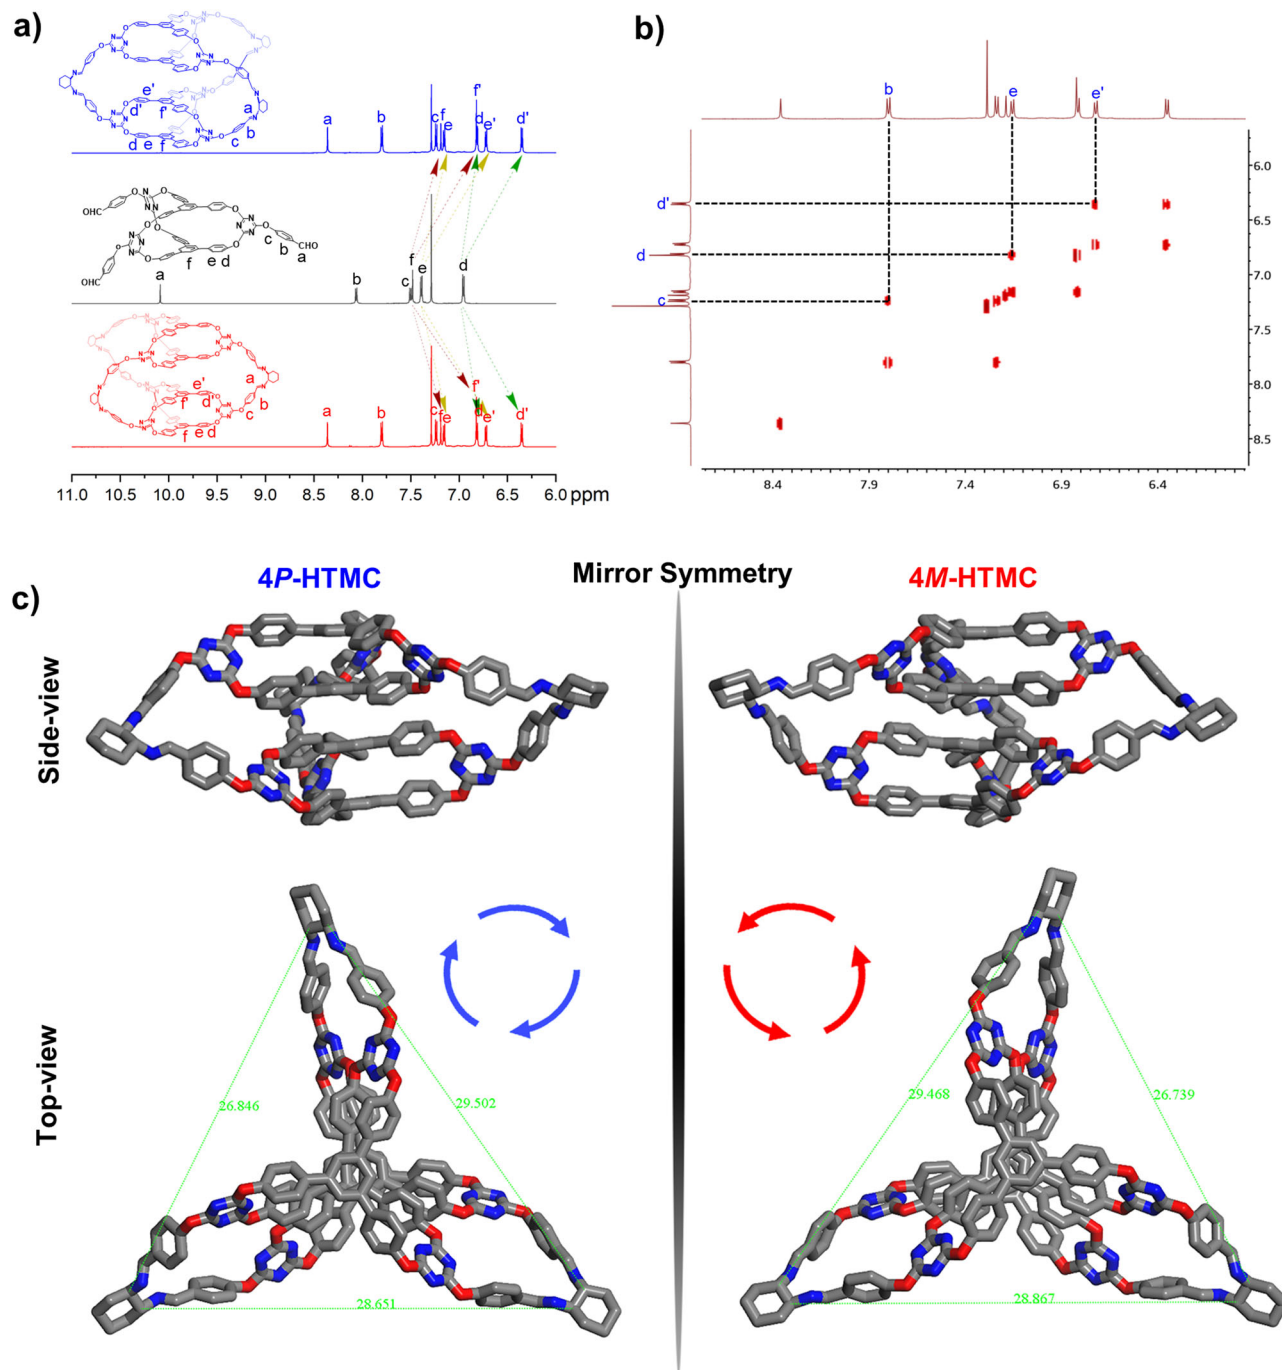 a)
a b c f e f' d e' d'
d' e' f' a b c d e f
OHC
OHC
CHO
a b c f e d
f e d c b a
a b c f e f' d e' d'
e' f' d' a b c f e d
11.0 10.5 10.0 9.5 9.0 8.5 8.0 7.5 7.0 6.5 6.0 ppm
b)
b e e'
d'
d
c
6.0
6.5
7.0
7.5
8.0
8.5
8.4 7.9 7.4 6.9 6.4
c)
4P-HTMC Mirror Symmetry 4M-HTMC
Side-view
Top-view
26.846 29.502 29.468 26.739
28.651 28.867